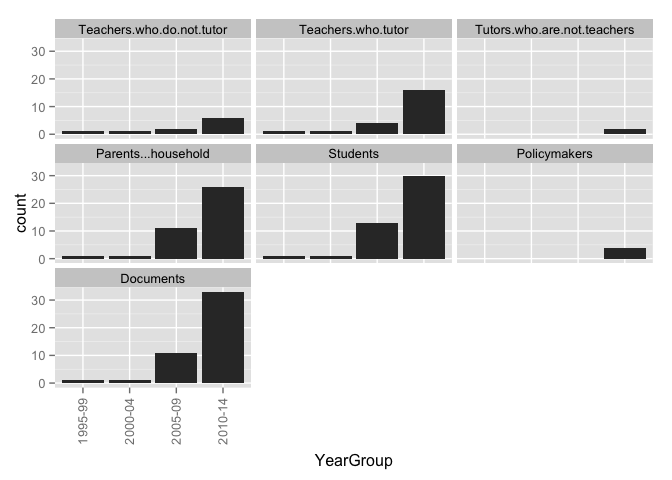 Teachers.who.do.not.tutor Teachers.who.tutor Tutors.who.are.not.teachers
30
20
10
0
Parents...household Students Policymakers
30
20
10
0
count
Documents
30
20
10
0
1995-99 2000-04 2005-09 2010-14
YearGroup